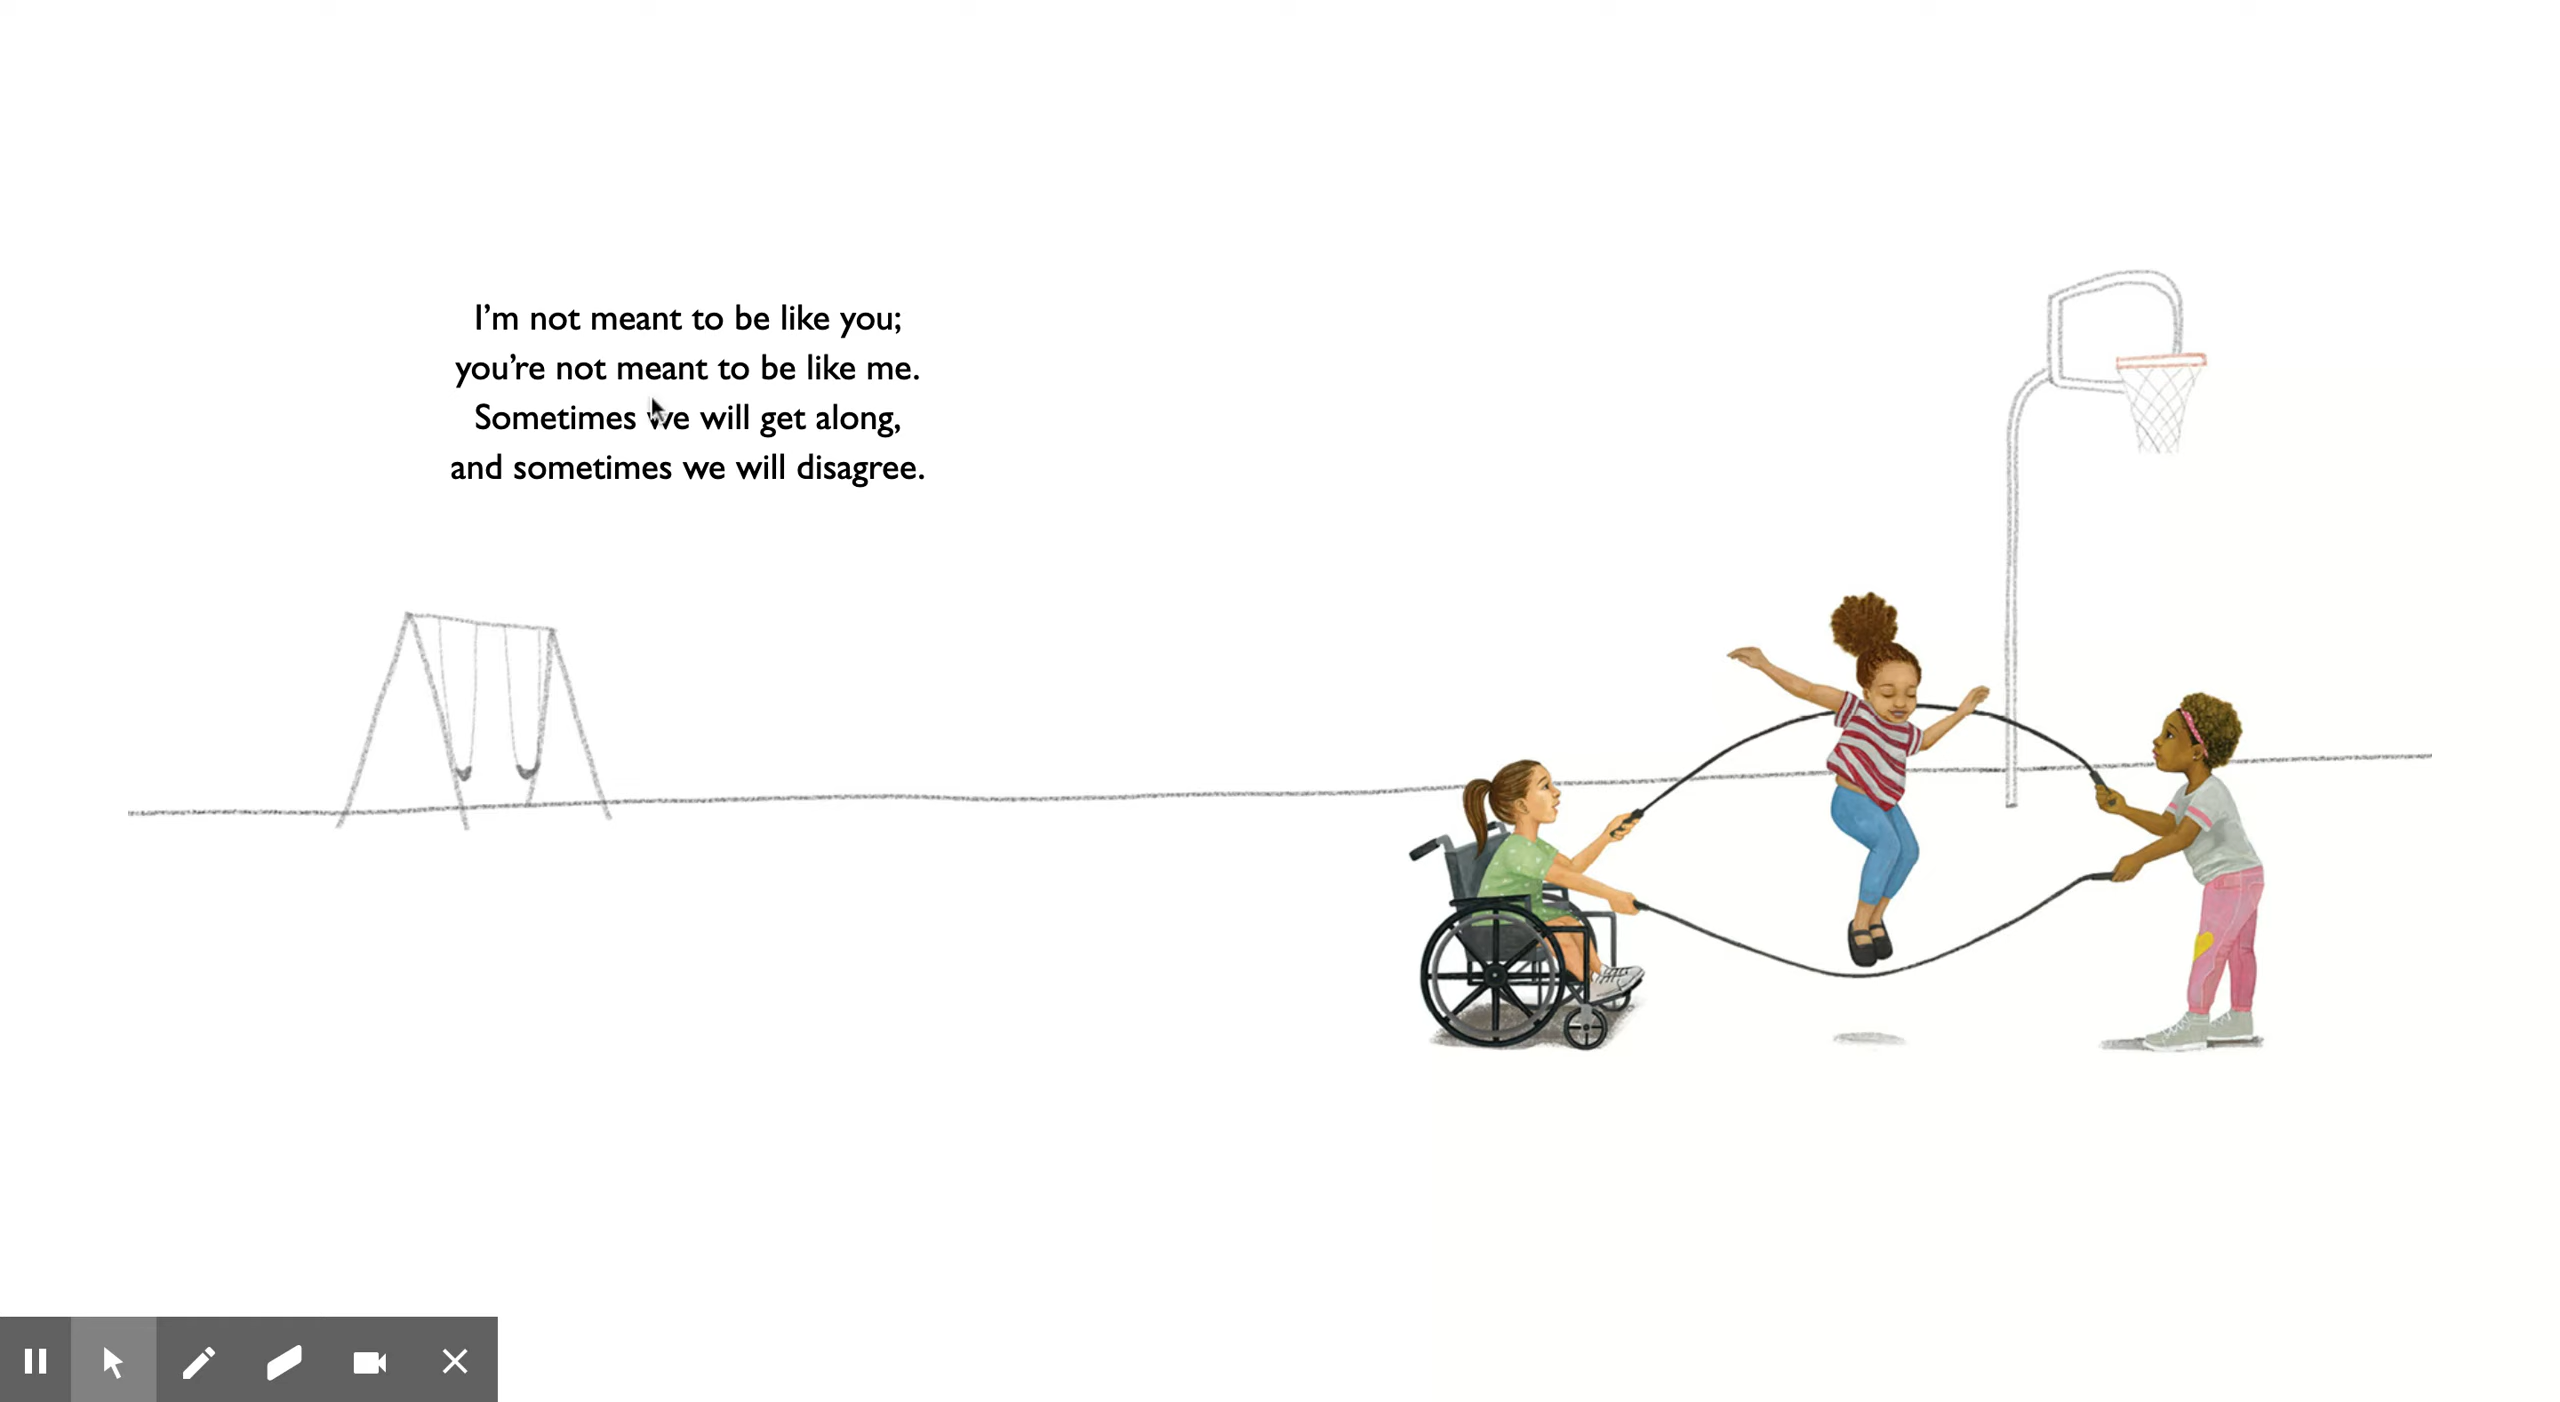 I’m not meant to be like you;
you’re not meant to be like me.
Sometimes we will get along,
and sometimes we will disagree.